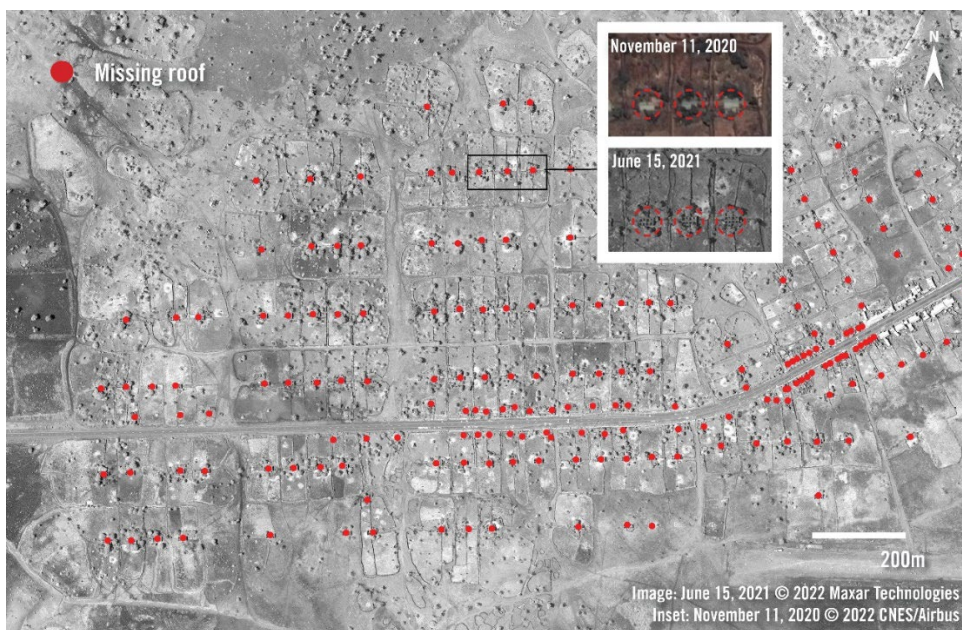 Missing roof
November 11, 2020
June 15, 2021
N
200m
Image: June 15, 2021 © 2022 Maxar Technologies
Inset: November 11, 2020 © 2022 CNES/Airbus